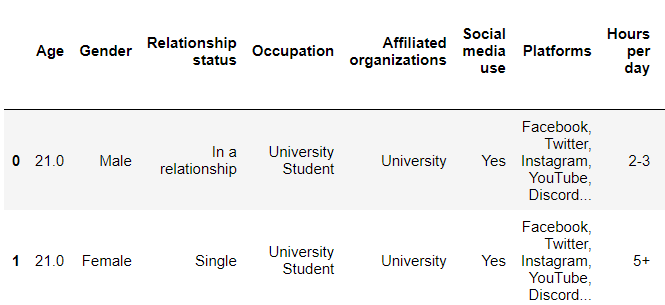 Age Gender Relationship status Occupation Affiliated organizations Social media use Platforms Hours per day
0 21.0 Male In a relationship University Student University Yes Facebook, Twitter, Instagram, YouTube, Discord... 2-3
1 21.0 Female Single University Student University Yes Facebook, Twitter, Instagram, YouTube, Discord... 5+